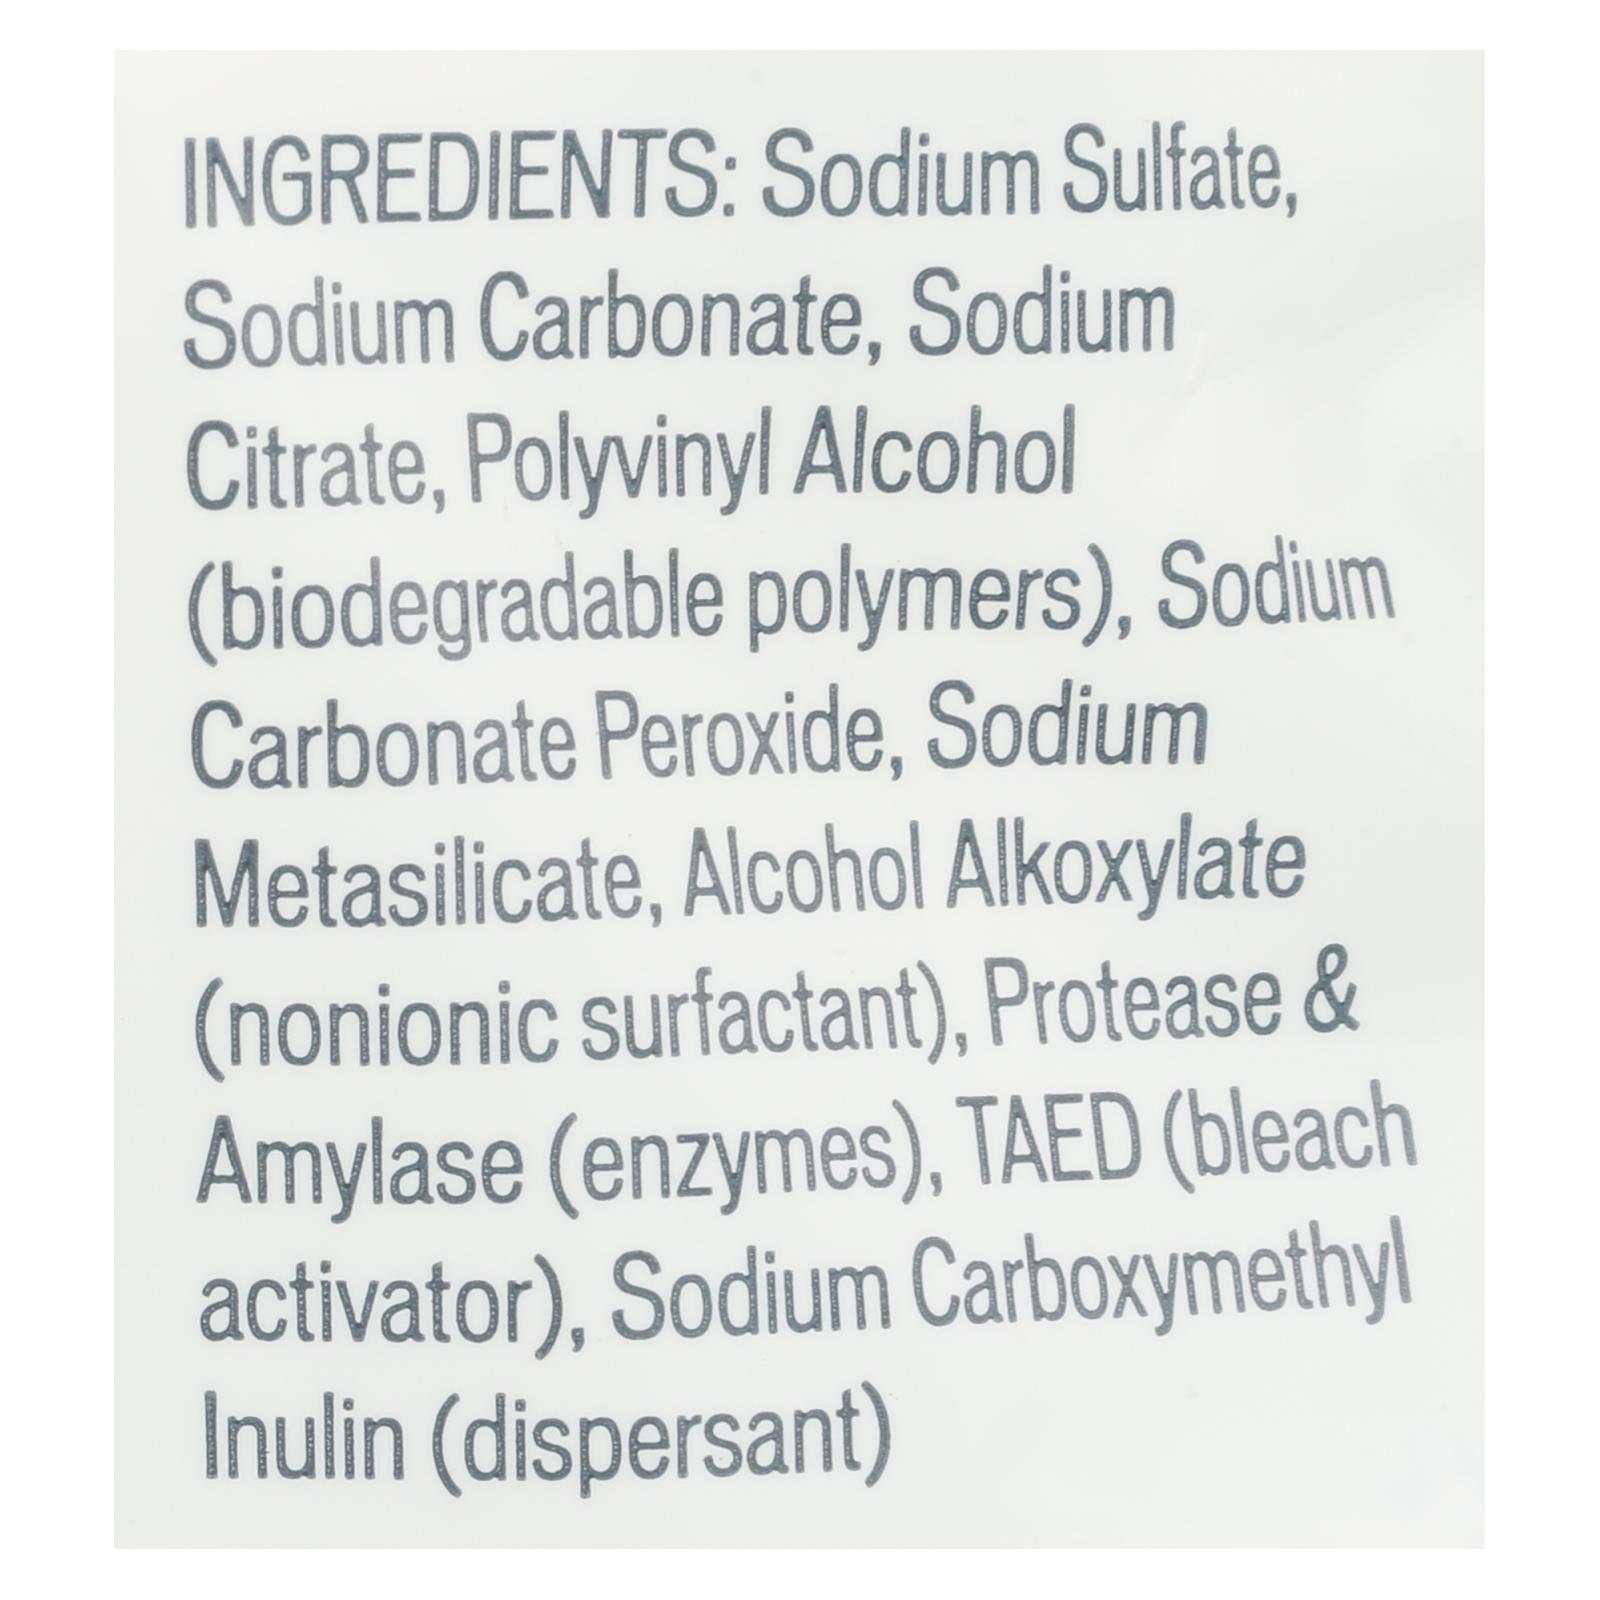 INGREDIENTS: Sodium Sulfate,
Sodium Carbonate, Sodium
Citrate, Polyvinyl Alcohol
(biodegradable polymers), Sodium
Carbonate Peroxide, Sodium
Metasilicate, Alcohol Alkoxylate
(nonionic surfactant), Protease &
Amylase (enzymes), TAED (bleach
activator), Sodium Carboxymethyl
Inulin (dispersant)